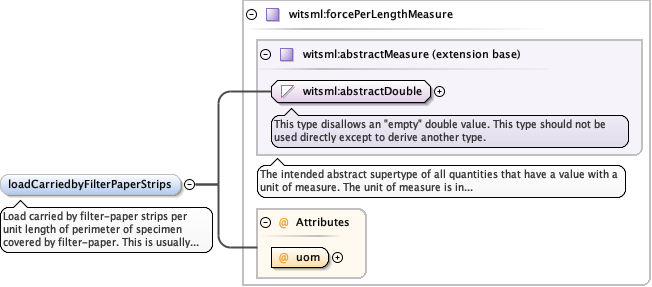 witsml:forcePerLengthMeasure
witsml:abstractMeasure (extension base)
witsml:abstractDouble
This type disallows an "empty" double value. This type should not be
used directly except to derive another type.
The intended abstract supertype of all quantities that have a value with a
unit of measure. The unit of measure is in...
loadCarriedbyFilterPaperStrips
Load carried by filter-paper strips per
unit length of perimeter of specimen
covered by filter-paper. This is usually...
@ Attributes
@ uom